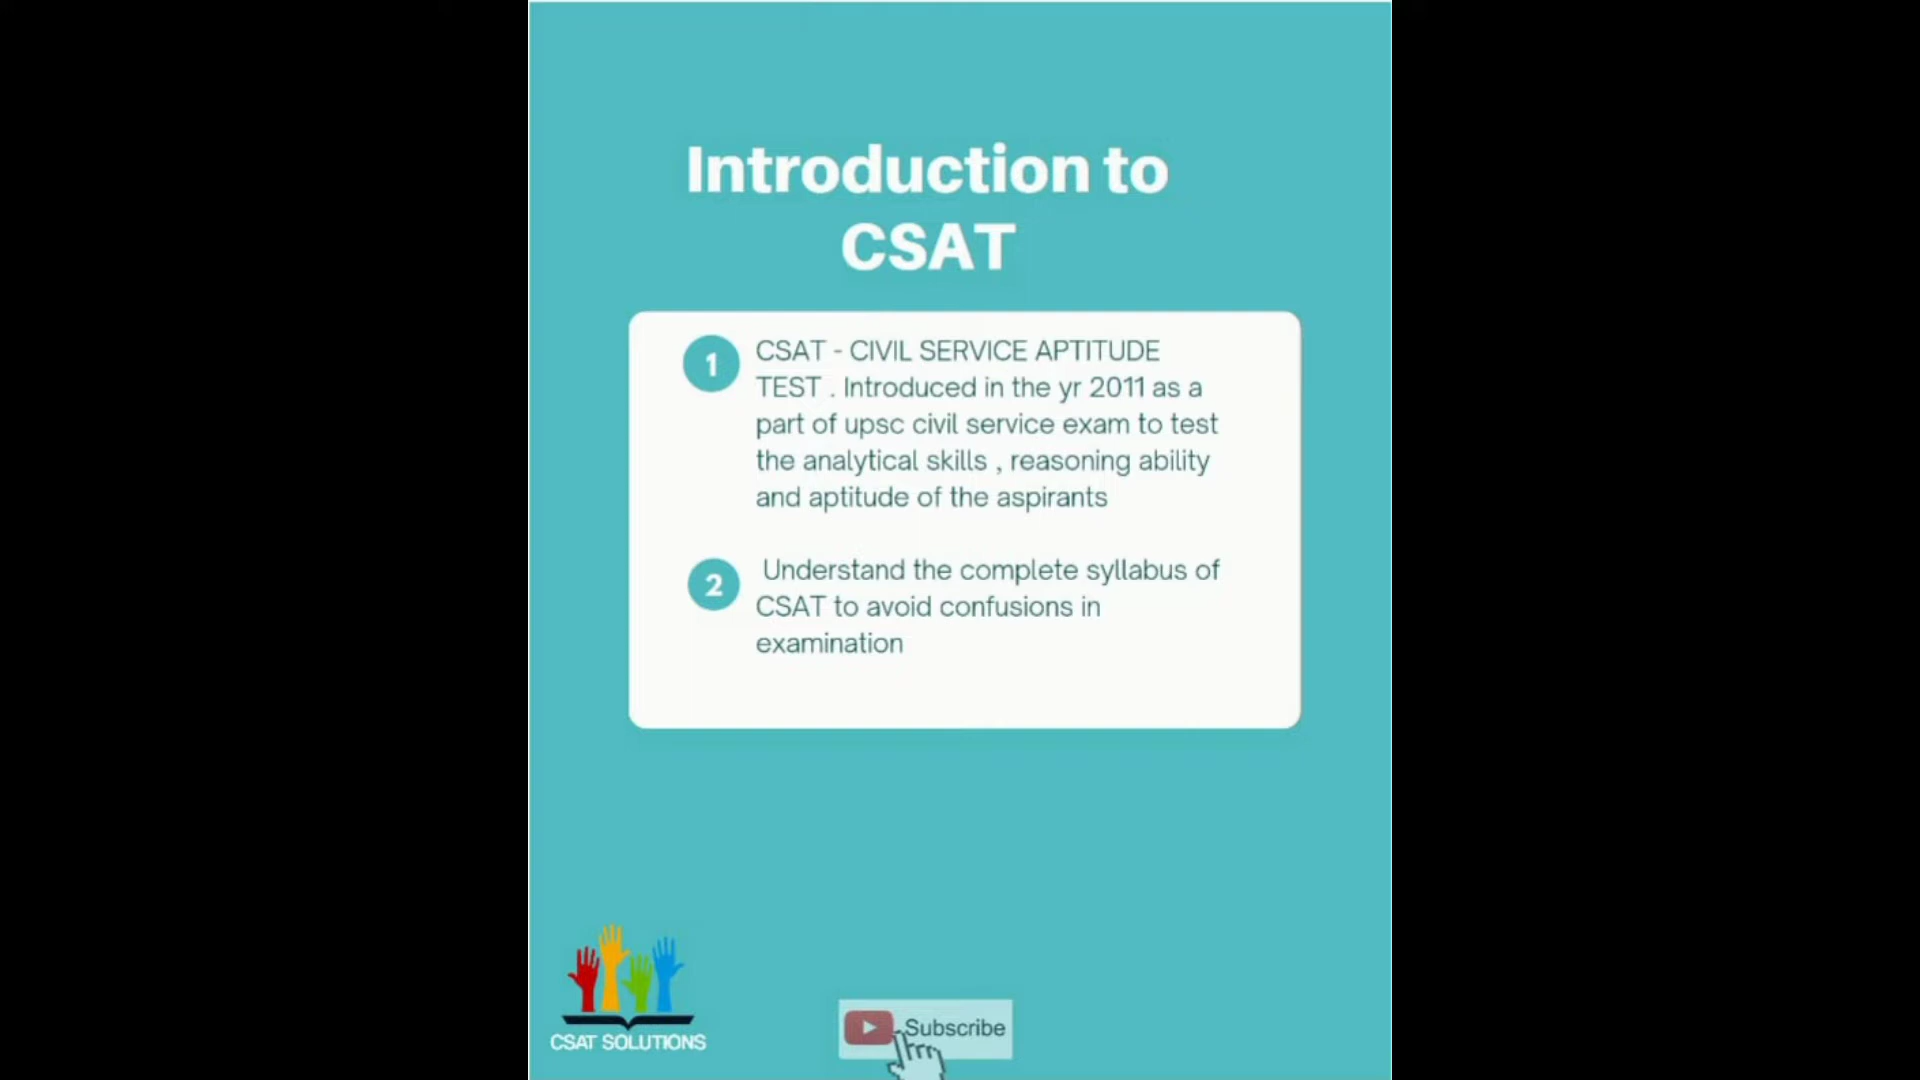 Introduction to
CSAT
1
CSAT - CIVIL SERVICE APTITUDE
TEST . Introduced in the yr 2011 as a
part of upsc civil service exam to test
the analytical skills , reasoning ability
and aptitude of the aspirants
2
Understand the complete syllabus of
CSAT to avoid confusions in
examination
CSAT SOLUTIONS
Subscribe